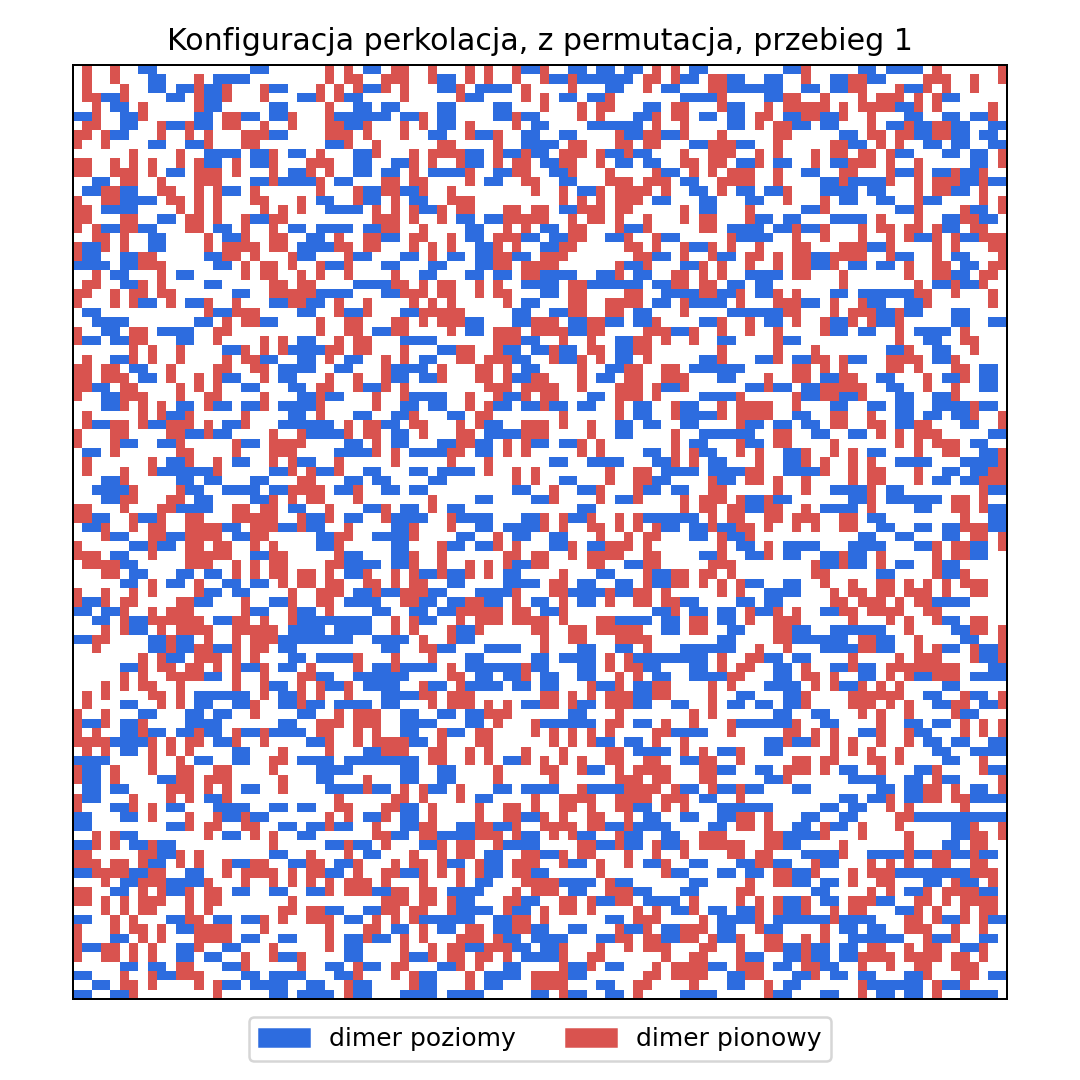 Konfiguracja perkolacja, z permutacja, przebieg 1
dimer poziomy
dimer pionowy